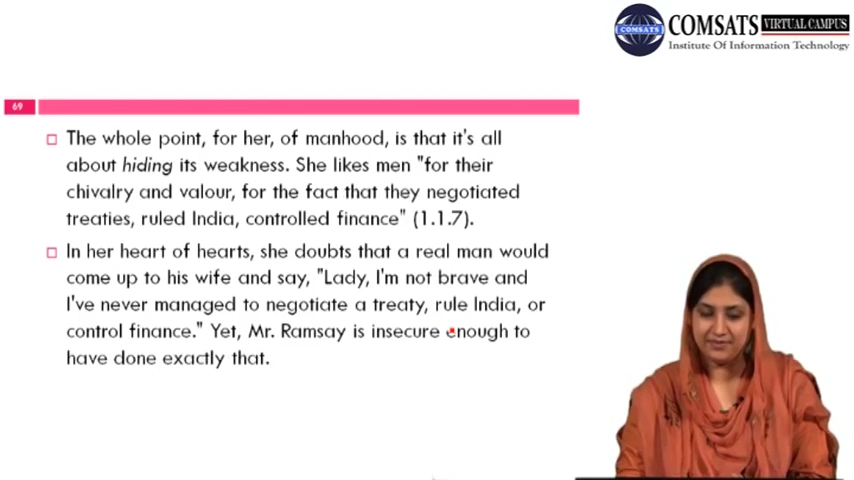 COMSATS
COMSATS VIRTUAL CAMPUS
Institute Of Information Technology
69
The whole point, for her, of manhood, is that it's all
about hiding its weakness. She likes men "for their
chivalry and valour, for the fact that they negotiated
treaties, ruled India, controlled finance" (1.1.7).
In her heart of hearts, she doubts that a real man would
come up to his wife and say, "Lady, I'm not brave and
I've never managed to negotiate a treaty, rule India, or
control finance." Yet, Mr. Ramsay is insecure enough to
have done exactly that.